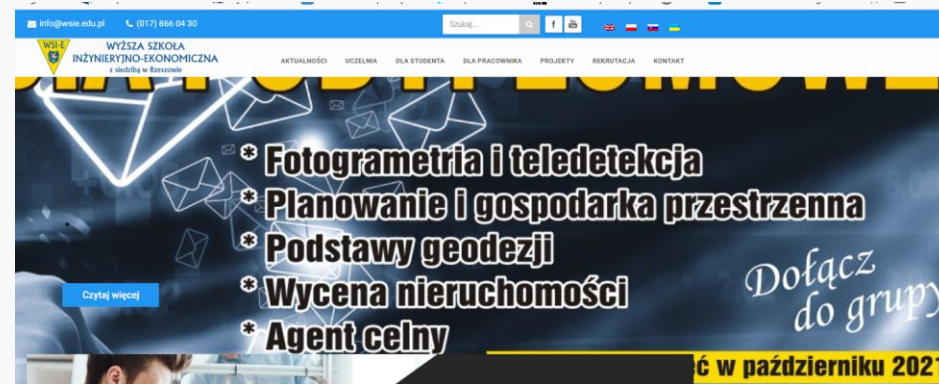 info@wsie.edu.pl (017) 866 04 30 Szukaj... f
WSI-E WYŻSZA SZKOŁA
INŻYNIERYJNO-EKONOMICZNA
z siedzibą w Rzeszowie
AKTUALNOŚCI UCZELNIA DLA STUDENTA DLA PRACOWNIKA PROJEKTY REKRUTACJA KONTAKT
* Fotogrametria i teledetekcja
* Planowanie i gospodarka przestrzenna
* Podstawy geodezji
* Wycena nieruchomości
* Agent celny
Dołącz
do grupy
Czytaj więcej
w październiku 2021